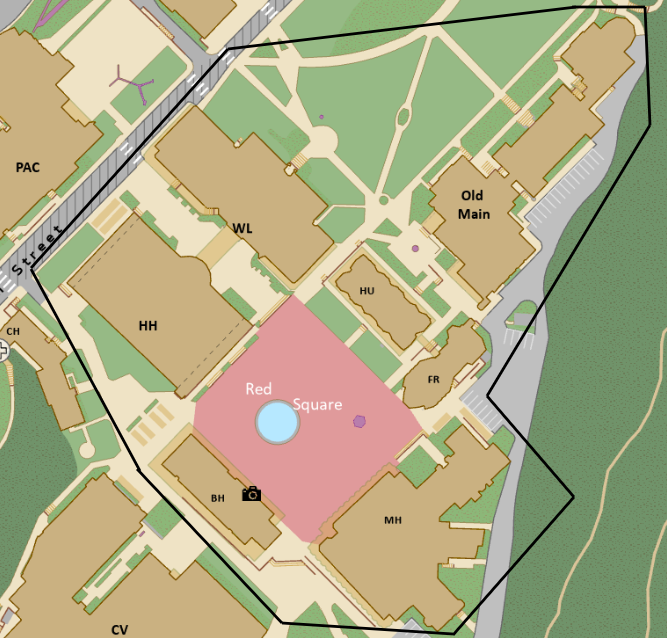 PAC
Old
Main
WL
Street
HU
HH
CH
FR
Red
Square
BH
MH
CV